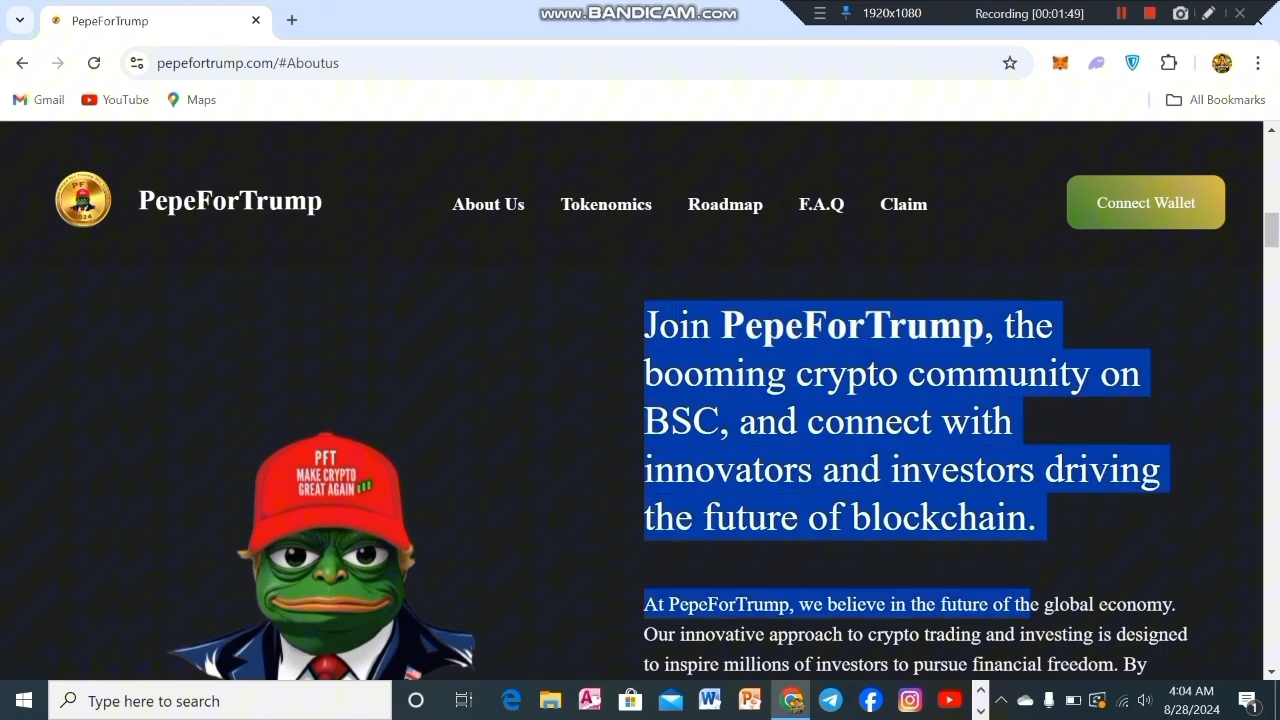 PepeForTrump
www.BANDICAM.com
1920x1080
Recording [00:01:49]
pepefortrump.com/#Aboutus
Gmail
YouTube
Maps
All Bookmarks
PepeForTrump
About Us
Tokenomics
Roadmap
F.A.Q
Claim
Connect Wallet
Join PepeForTrump, the
booming crypto community on
BSC, and connect with
innovators and investors driving
the future of blockchain.
PFT
MAKE CRYPTO
GREAT AGAIN
At PepeForTrump, we believe in the future of the global economy.
Our innovative approach to crypto trading and investing is designed
to inspire millions of investors to pursue financial freedom. By
Type here to search
4:04 AM
8/28/2024
1